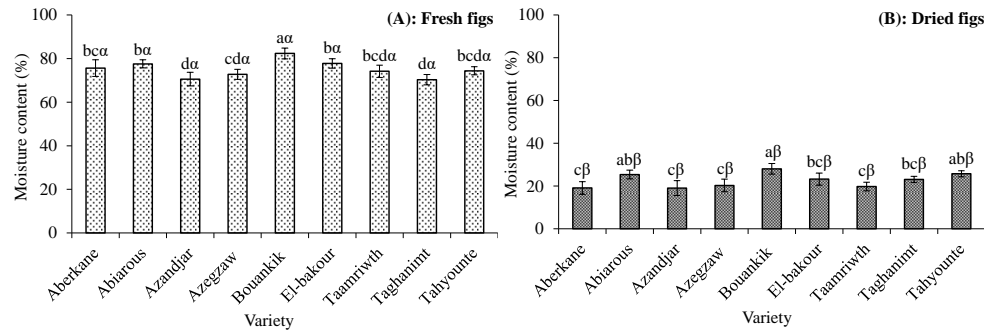 (A): Fresh figs
Moisture content (%)
100
80
60
40
20
0
bcα bα dα cdα aα bα bcdα dα bcdα
Aberkane
Abiarous
Azandjar
Azegzaw
Bouankik
El-bakour
Taamriwth
Taghanimt
Tahyounte
Variety
(B): Dried figs
Moisture content (%)
100
80
60
40
20
0
cβ abβ cβ cβ aβ bcβ cβ bcβ abβ
Aberkane
Abiarous
Azandjar
Azegzaw
Bouankik
El-bakour
Taamriwth
Taghanimt
Tahyounte
Variety